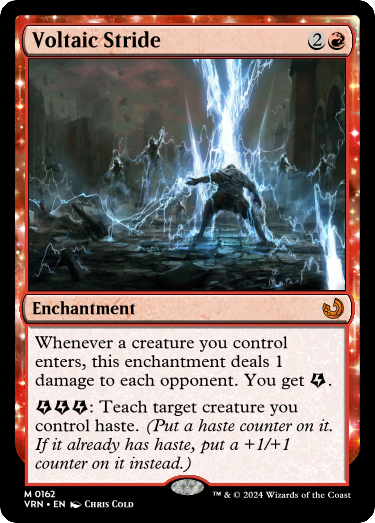 Voltaic Stride 2
Enchantment
Whenever a creature you control
enters, this enchantment deals 1
damage to each opponent. You get .
: Teach target creature you
control haste. (Put a haste counter on it.
If it already has haste, put a +1/+1
counter on it instead.)
M 0162
VRN • EN Chris Cold
™ & © 2024 Wizards of the Coast